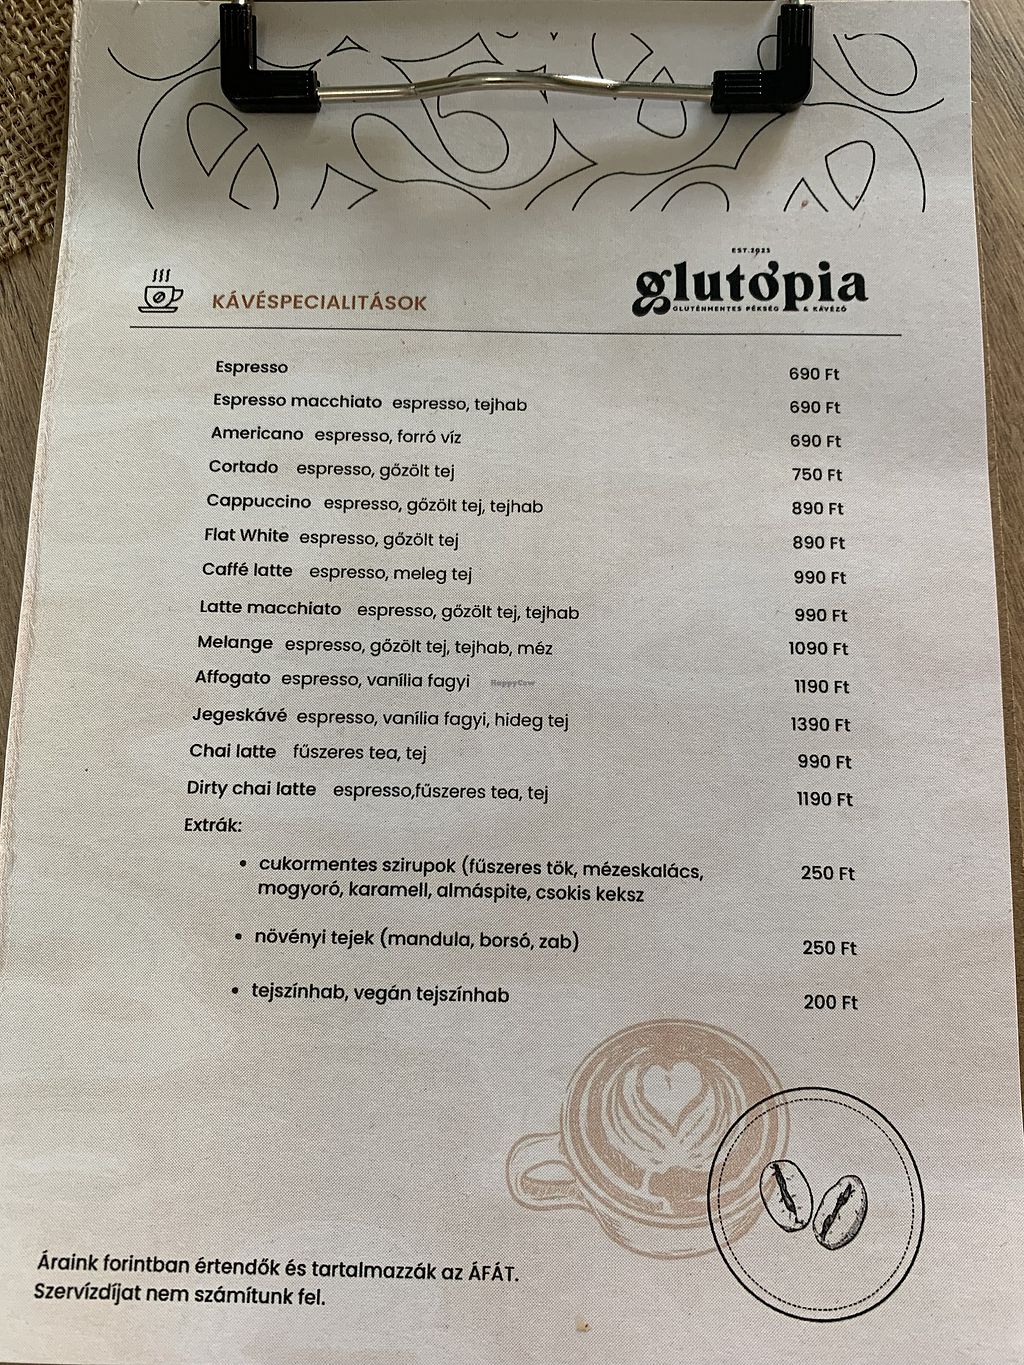 EST.2021
glutópia
GLUTÉNMENTES PÉKSÉG & KÁVÉZÓ
KÁVÉSPECIALITÁSOK
Espresso 690 Ft
Espresso macchiato espresso, tejhab 690 Ft
Americano espresso, forró víz 690 Ft
Cortado espresso, gőzölt tej 750 Ft
Cappuccino espresso, gőzölt tej, tejhab 890 Ft
Flat White espresso, gőzölt tej 890 Ft
Caffé latte espresso, meleg tej 990 Ft
Latte macchiato espresso, gőzölt tej, tejhab 990 Ft
Melange espresso, gőzölt tej, tejhab, méz 1090 Ft
Affogato espresso, vanília fagyi 1190 Ft
HappyCow
Jegeskávé espresso, vanília fagyi, hideg tej 1390 Ft
Chai latte fűszeres tea, tej 990 Ft
Dirty chai latte espresso,fűszeres tea, tej 1190 Ft
Extrák:
• cukormentes szirupok (fűszeres tök, mézeskalács, 250 Ft
mogyoró, karamell, almáspite, csokis keksz
• növényi tejek (mandula, borsó, zab) 250 Ft
• tejszínhab, vegán tejszínhab 200 Ft
Áraink forintban értendők és tartalmazzák az ÁFÁT.
Szervízdíjat nem számítunk fel.